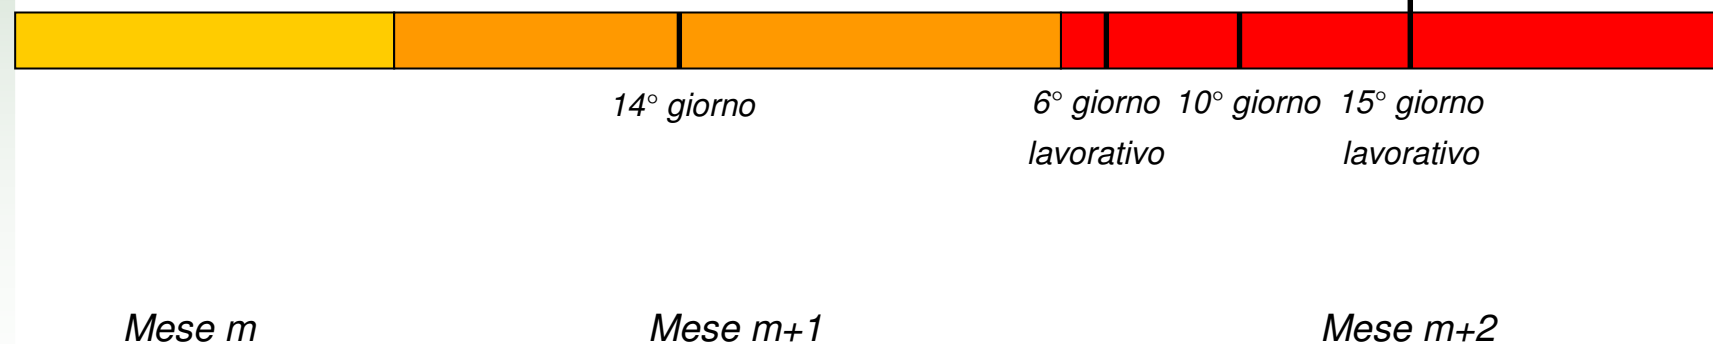 14° giorno
6° giorno 10° giorno 15° giorno
lavorativo lavorativo
Mese m Mese m+1 Mese m+2